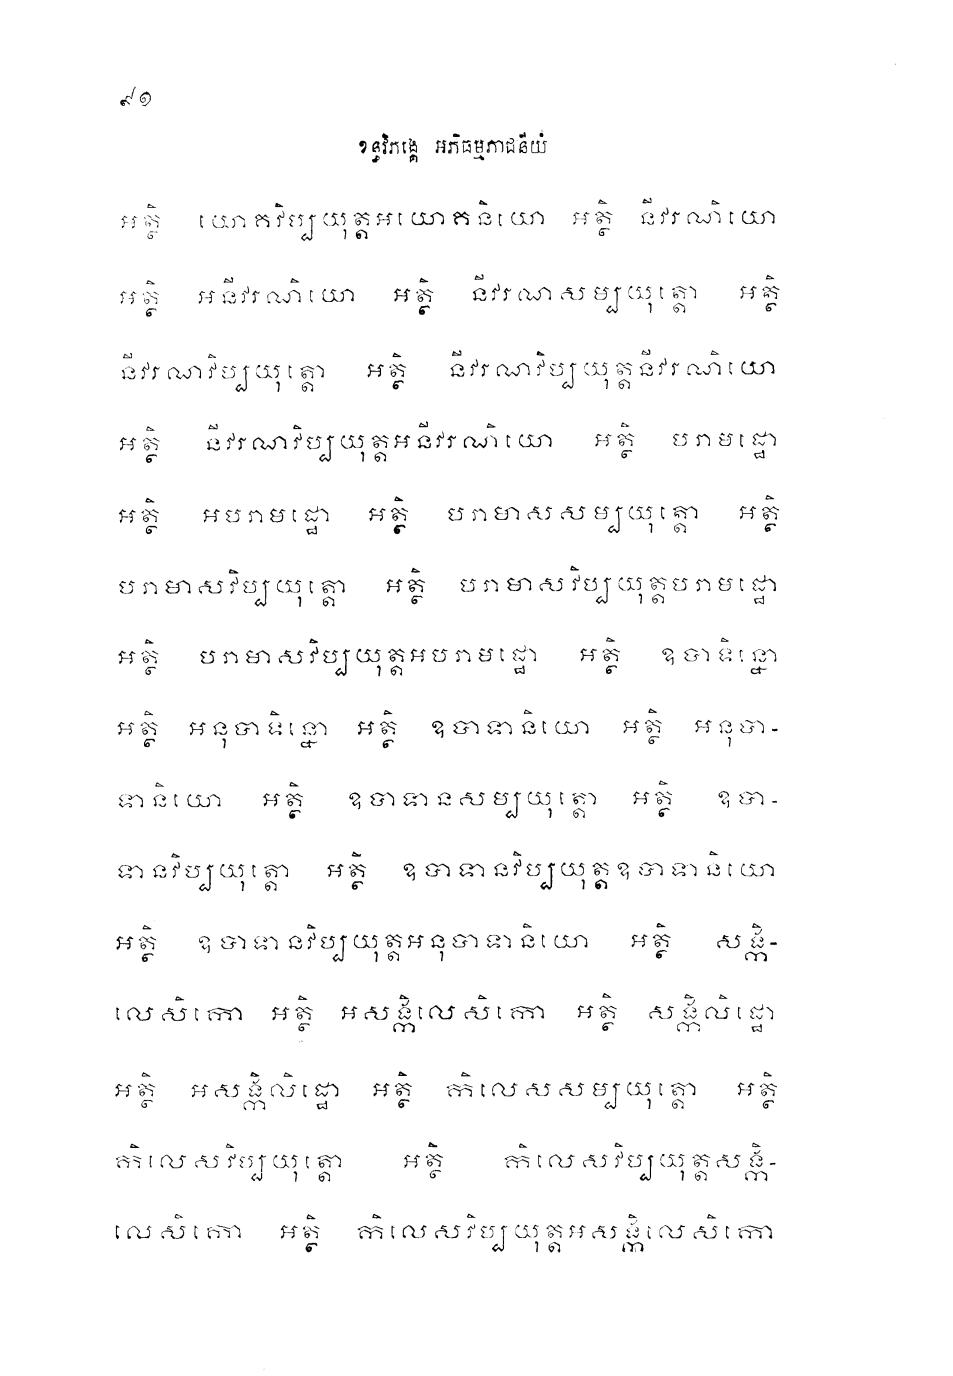 ៩១
ខន្ធវិភង្គេ អភិធម្មភាជនីយំ
អត្ថិ យោគវិប្បយុត្តអយោគនិយោ អត្ថិ នីវរណិយោ
អត្ថិ អនីវរណិយោ អត្ថិ នីវរណសម្បយុត្តោ អត្ថិ
នីវរណវិប្បយុត្តោ អត្ថិ នីវរណវិប្បយុត្តនីវរណិយោ
អត្ថិ នីវរណវិប្បយុត្តអនីវរណិយោ អត្ថិ បរាមដ្ឋោ
អត្ថិ អបរាមដ្ឋោ អត្ថិ បរាមាសសម្បយុត្តោ អត្ថិ
បរាមាសវិប្បយុត្តោ អត្ថិ បរាមាសវិប្បយុត្តបរាមដ្ឋោ
អត្ថិ បរាមាសវិប្បយុត្តអបរាមដ្ឋោ អត្ថិ ឧបាទិន្នោ
អត្ថិ អនុបាទិន្នោ អត្ថិ ឧបាទានិយោ អត្ថិ អនុបា-
ទានិយោ អត្ថិ ឧបាទានសម្បយុត្តោ អត្ថិ ឧបា-
ទានវិប្បយុត្តោ អត្ថិ ឧបាទានវិប្បយុត្តឧបាទានិយោ
អត្ថិ ឧបាទានវិប្បយុត្តអនុបាទានិយោ អត្ថិ សង្កិ-
លេសិកោ អត្ថិ អសង្កិលេសិកោ អត្ថិ សង្កិលិដ្ឋោ
អត្ថិ អសង្កិលិដ្ឋោ អត្ថិ កិលេសសម្បយុត្តោ អត្ថិ
កិលេសវិប្បយុត្តោ អត្ថិ កិលេសវិប្បយុត្តសង្កិ-
លេសិកោ អត្ថិ កិលេសវិប្បយុត្តអសង្កិលេសិកោ